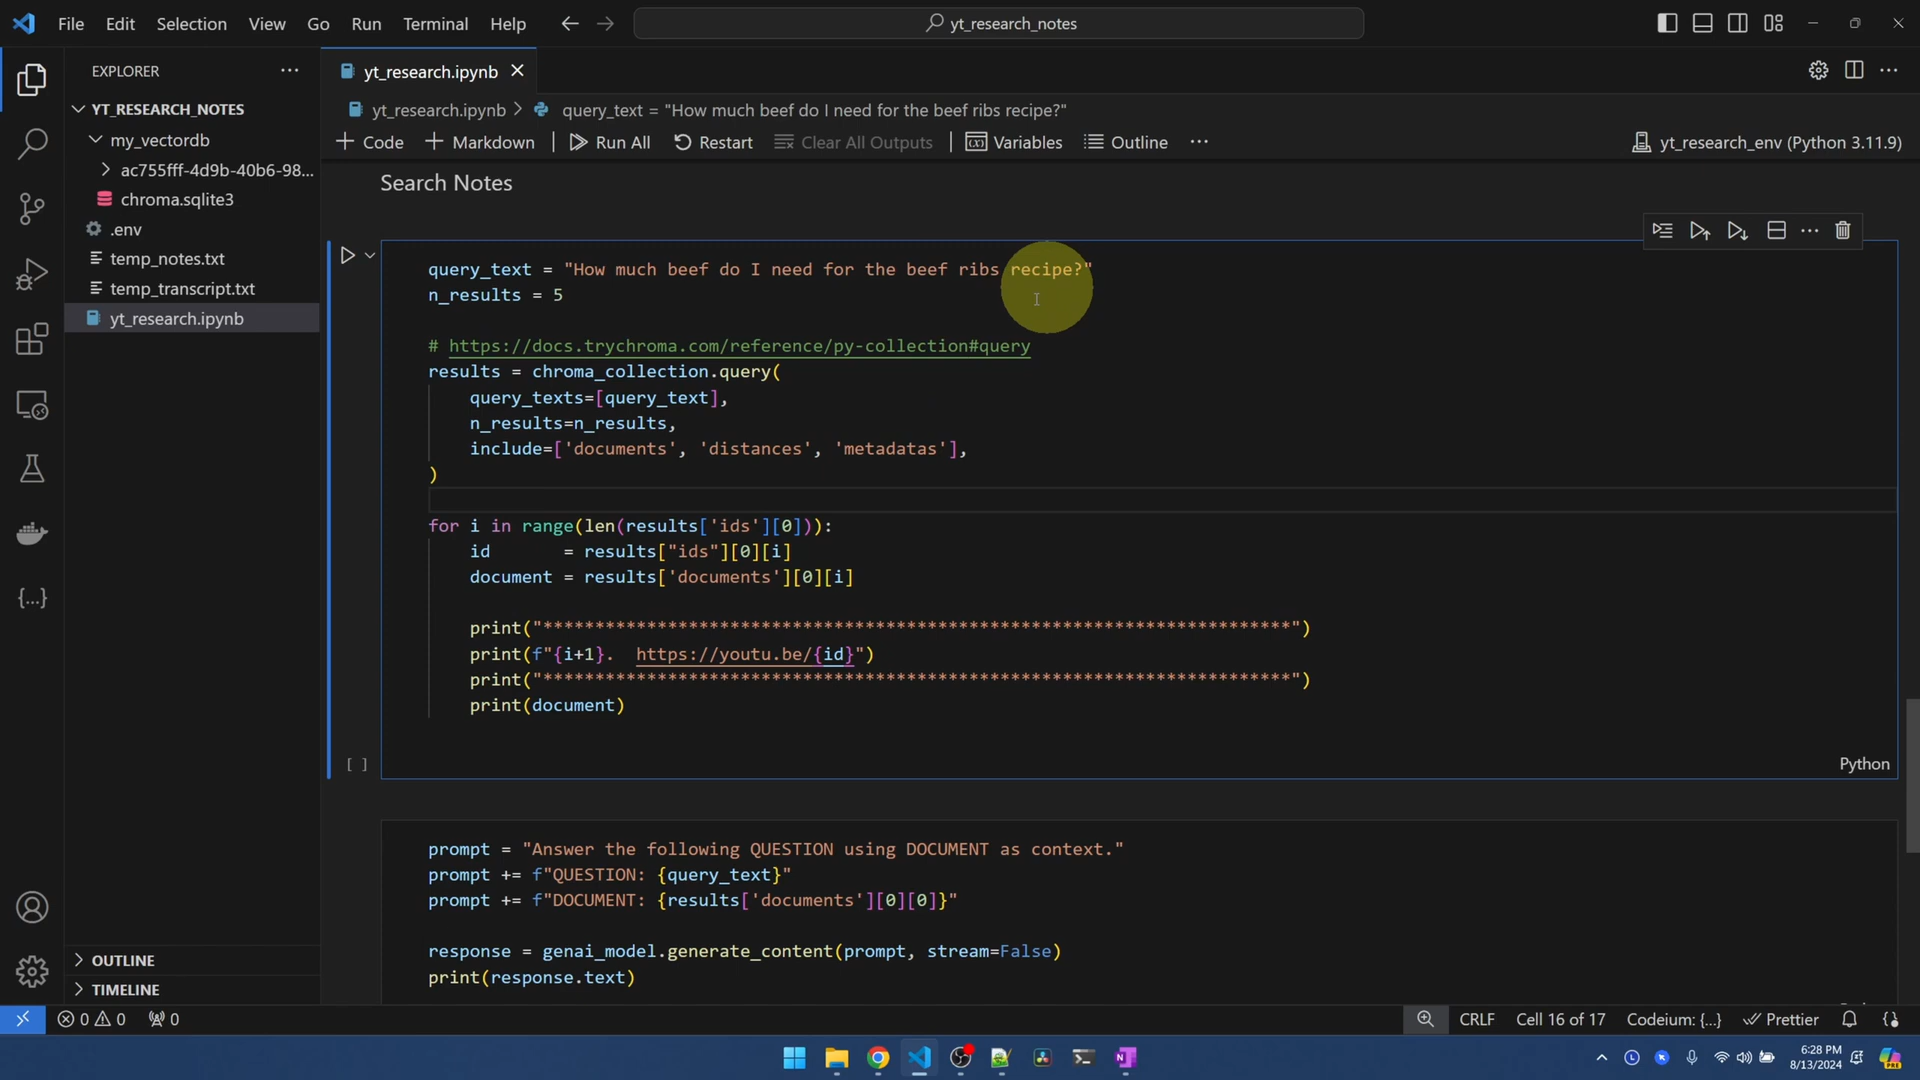 File Edit Selection View Go Run Terminal Help
yt_research_notes
EXPLORER
YT_RESEARCH_NOTES
my_vectordb
ac755fff-4d9b-40b6-98...
chroma.sqlite3
.env
temp_notes.txt
temp_transcript.txt
yt_research.ipynb
OUTLINE
TIMELINE
yt_research.ipynb
yt_research.ipynb > query_text = "How much beef do I need for the beef ribs recipe?"
+ Code + Markdown Run All Restart Clear All Outputs Variables Outline ...
yt_research_env (Python 3.11.9)
Search Notes
query_text = "How much beef do I need for the beef ribs recipe?"
n_results = 5
# https://docs.trychroma.com/reference/py-collection#query
results = chroma_collection.query(
query_texts=[query_text],
n_results=n_results,
include=['documents', 'distances', 'metadatas'],
)
for i in range(len(results['ids'][0])):
id       = results["ids"][0][i]
document = results['documents'][0][i]
print("************************************************************************")
print(f"{i+1}.  https://youtu.be/{id}")
print("************************************************************************")
print(document)
[ ]
Python
prompt = "Answer the following QUESTION using DOCUMENT as context."
prompt += f"QUESTION: {query_text}"
prompt += f"DOCUMENT: {results['documents'][0][0]}"
response = genai_model.generate_content(prompt, stream=False)
print(response.text)
0 0 0
CRLF Cell 16 of 17 Codeium: {...} Prettier
6:28 PM
8/13/2024